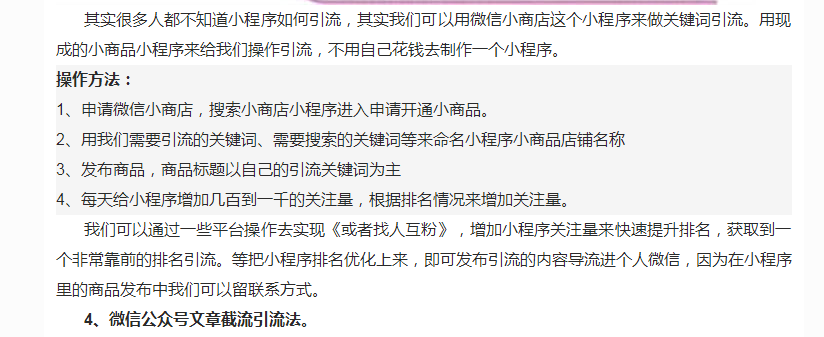 其实很多人都不知道小程序如何引流，其实我们可以用微信小商店这个小程序来做关键词引流。用现
成的小商品小程序来给我们操作引流，不用自己花钱去制作一个小程序。
操作方法：
1、申请微信小商店，搜索小商店小程序进入申请开通小商品。
2、用我们需要引流的关键词、需要搜索的关键词等来命名小程序小商品店铺名称
3、发布商品，商品标题以自己的引流关键词为主
4、每天给小程序增加几百到一千的关注量，根据排名情况来增加关注量。
我们可以通过一些平台操作去实现《或者找人互粉》，增加小程序关注量来快速提升排名，获取到一
个非常靠前的排名引流。等把小程序排名优化上来，即可发布引流的内容导流进个人微信，因为在小程序
里的商品发布中我们可以留联系方式。
4、微信公众号文章截流引流法。